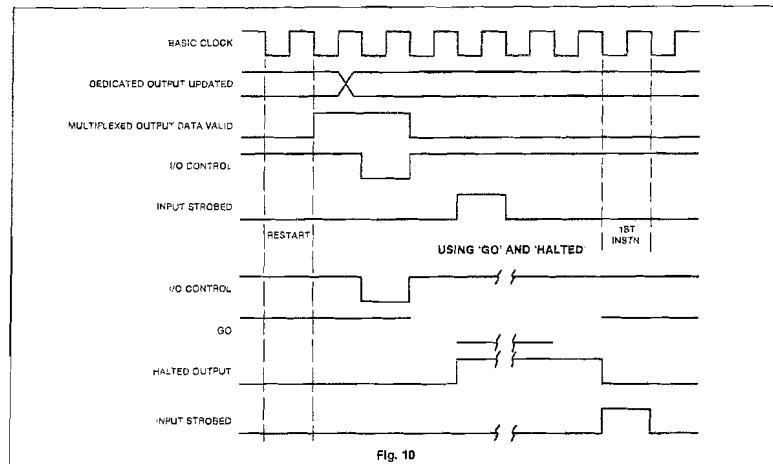 BASIC CLOCK
DEDICATED OUTPUT UPDATED
MULTIPLEXED OUTPUT DATA VALID
I/O CONTROL
INPUT STROBED
RESTART
1ST
INSTN
USING 'GO' AND 'HALTED'
I/O CONTROL
GO
HALTED OUTPUT
INPUT STROBED
Fig. 10